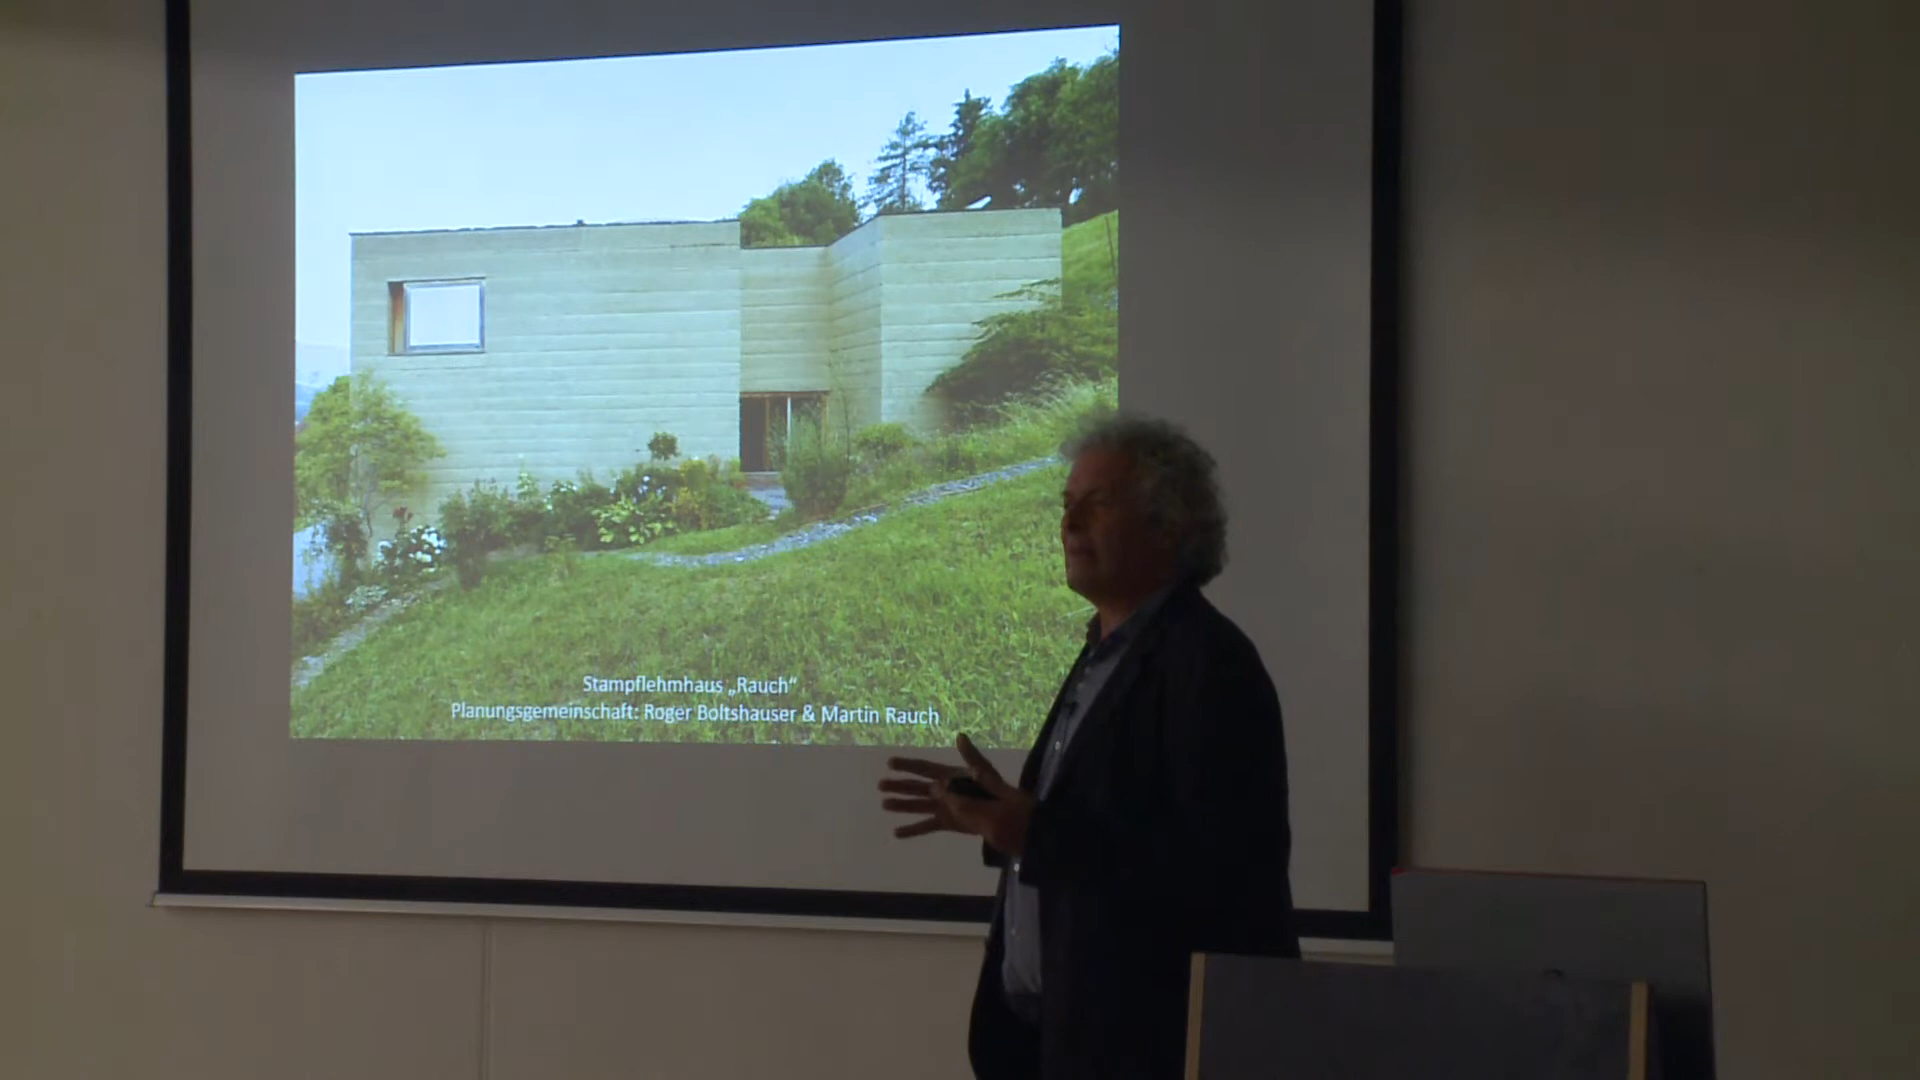 Stampflehmhaus „Rauch“
Planungsgemeinschaft: Roger Boltshauser & Martin Rauch